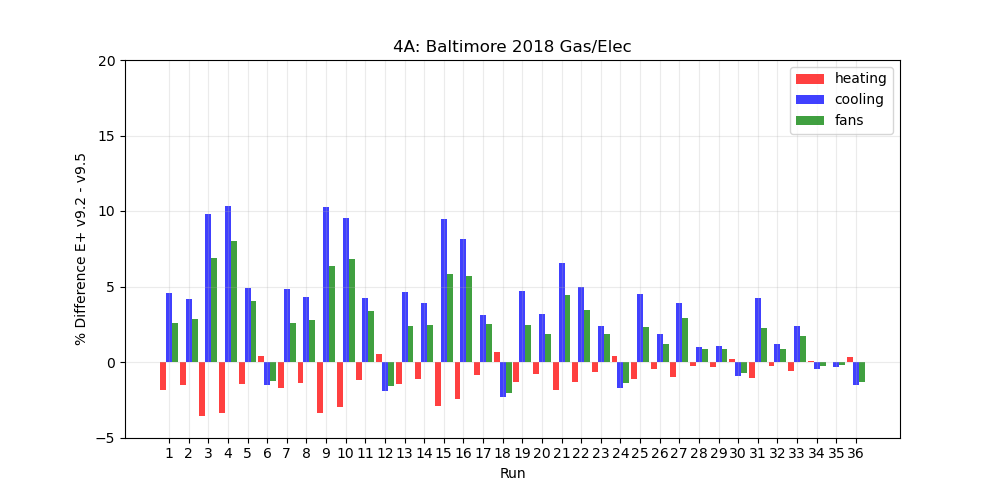 4A: Baltimore 2018 Gas/Elec
20
15
10
5
0
−5
% Difference E+ v9.2 - v9.5
heating
cooling
fans
1 2 3 4 5 6 7 8 9 10 11 12 13 14 15 16 17 18 19 20 21 22 23 24 25 26 27 28 29 30 31 32 33 34 35 36
Run